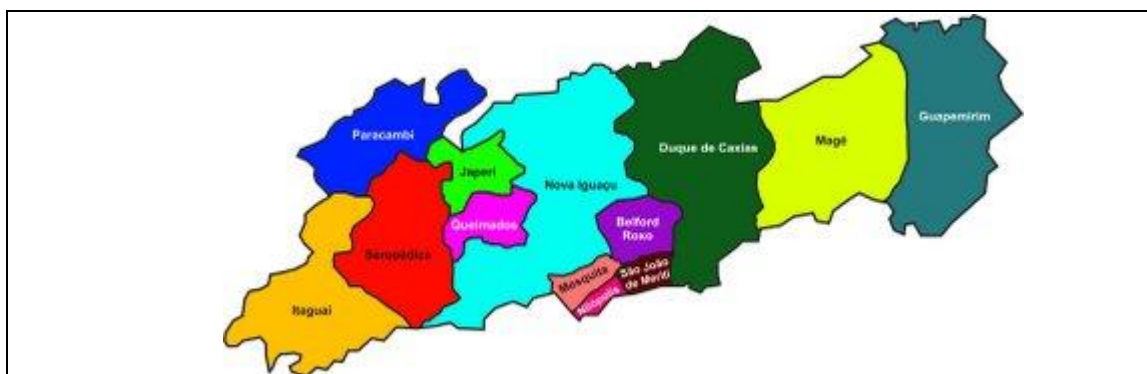 Guapemirim
Paracambi
Magé
Duque de Caxias
Japeri
Nova Iguaçu
Queimados
Belford
Roxo
Seropédica
São João
de Meriti
Mesquita
Nilópolis
Itaguaí